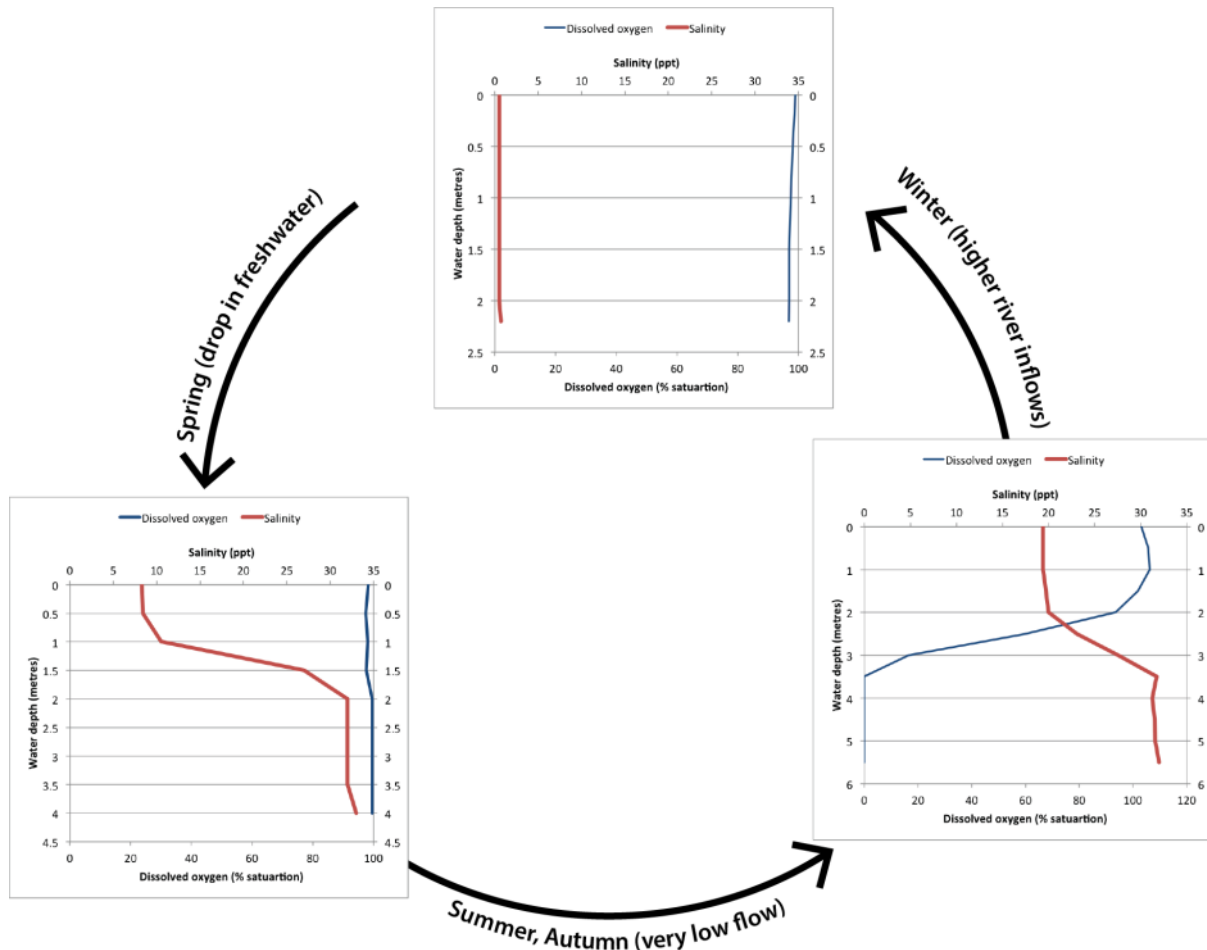 Dissolved oxygen Salinity
Salinity (ppt)
0 5 10 15 20 25 30 35
0 0
0.5 0.5
1 1
1.5 1.5
2 2
2.5 2.5
Water depth (metres)
0 20 40 60 80 100
Dissolved oxygen (% satuartion)
Spring (drop in freshwater)
Winter (higher river inflows)
Dissolved oxygen Salinity
Salinity (ppt)
0 5 10 15 20 25 30 35
0 0
0.5 0.5
1 1
1.5 1.5
2 2
2.5 2.5
3 3
3.5 3.5
4 4
4.5 4.5
Water depth (metres)
0 20 40 60 80 100
Dissolved oxygen (% satuartion)
Dissolved oxygen Salinity
Salinity (ppt)
0 5 10 15 20 25 30 35
0 0
1 1
2 2
3 3
4 4
5 5
6 6
Water depth (metres)
0 20 40 60 80 100 120
Dissolved oxygen (% satuartion)
Summer, Autumn (very low flow)